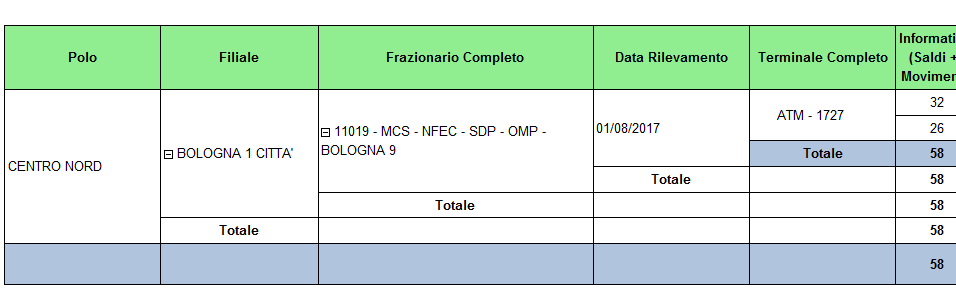 Polo Filiale Frazionario Completo Data Rilevamento Terminale Completo Informati
(Saldi +
Movimen
CENTRO NORD BOLOGNA 1 CITTA' 11019 - MCS - NFEC - SDP - OMP -
BOLOGNA 9 01/08/2017 ATM - 1727 32
26
Totale 58
Totale 58
Totale 58
Totale 58
58